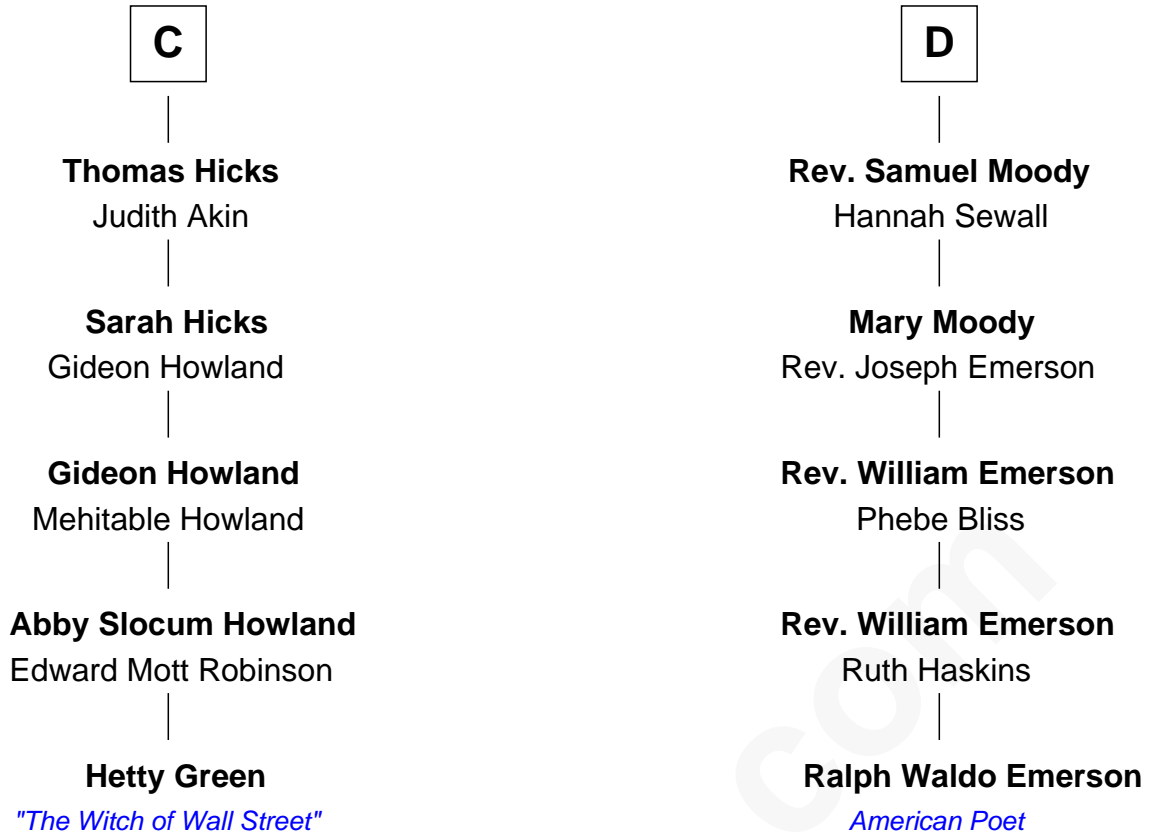 C
Thomas Hicks
Judith Akin
Sarah Hicks
Gideon Howland
Gideon Howland
Mehitable Howland
Abby Slocum Howland
Edward Mott Robinson
Hetty Green
"The Witch of Wall Street"
D
Rev. Samuel Moody
Hannah Sewall
Mary Moody
Rev. Joseph Emerson
Rev. William Emerson
Phebe Bliss
Rev. William Emerson
Ruth Haskins
Ralph Waldo Emerson
American Poet
com